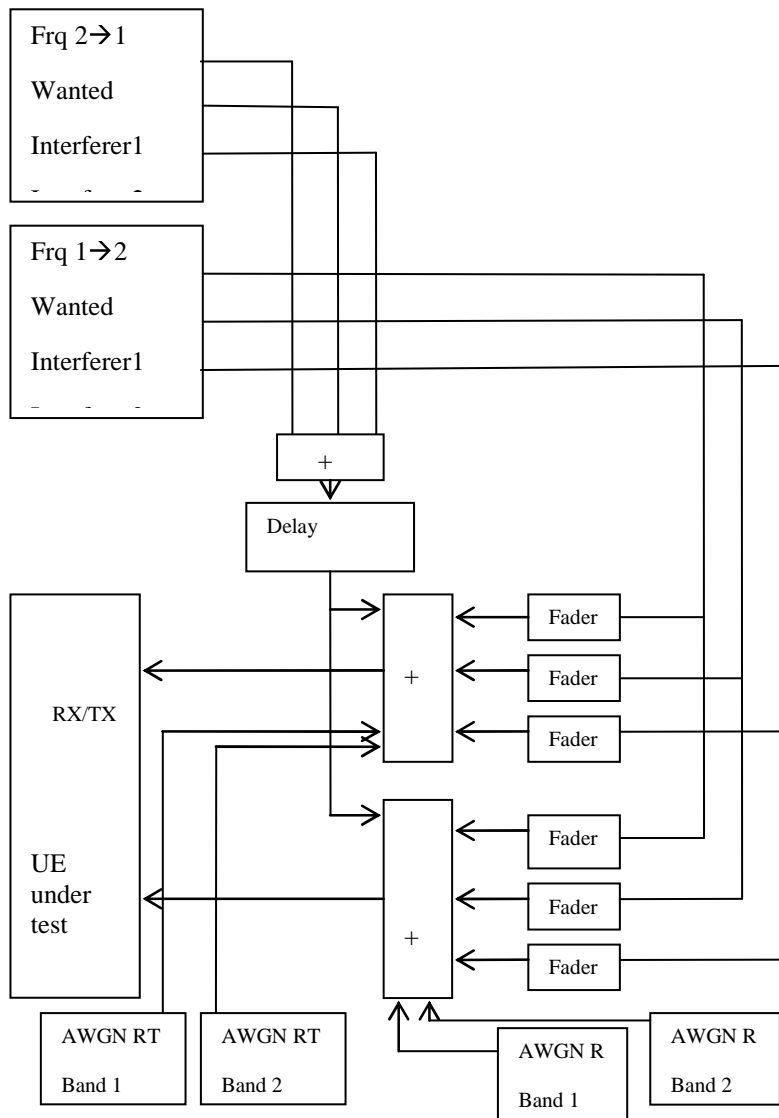 Frq 2→1
Wanted
Interferer1
Frq 1→2
Wanted
Interferer1
+
Delay
RX/TX
UE
under
test
+
Fader
Fader
Fader
+
Fader
Fader
Fader
AWGN RT
Band 1
AWGN RT
Band 2
AWGN R
Band 1
AWGN R
Band 2